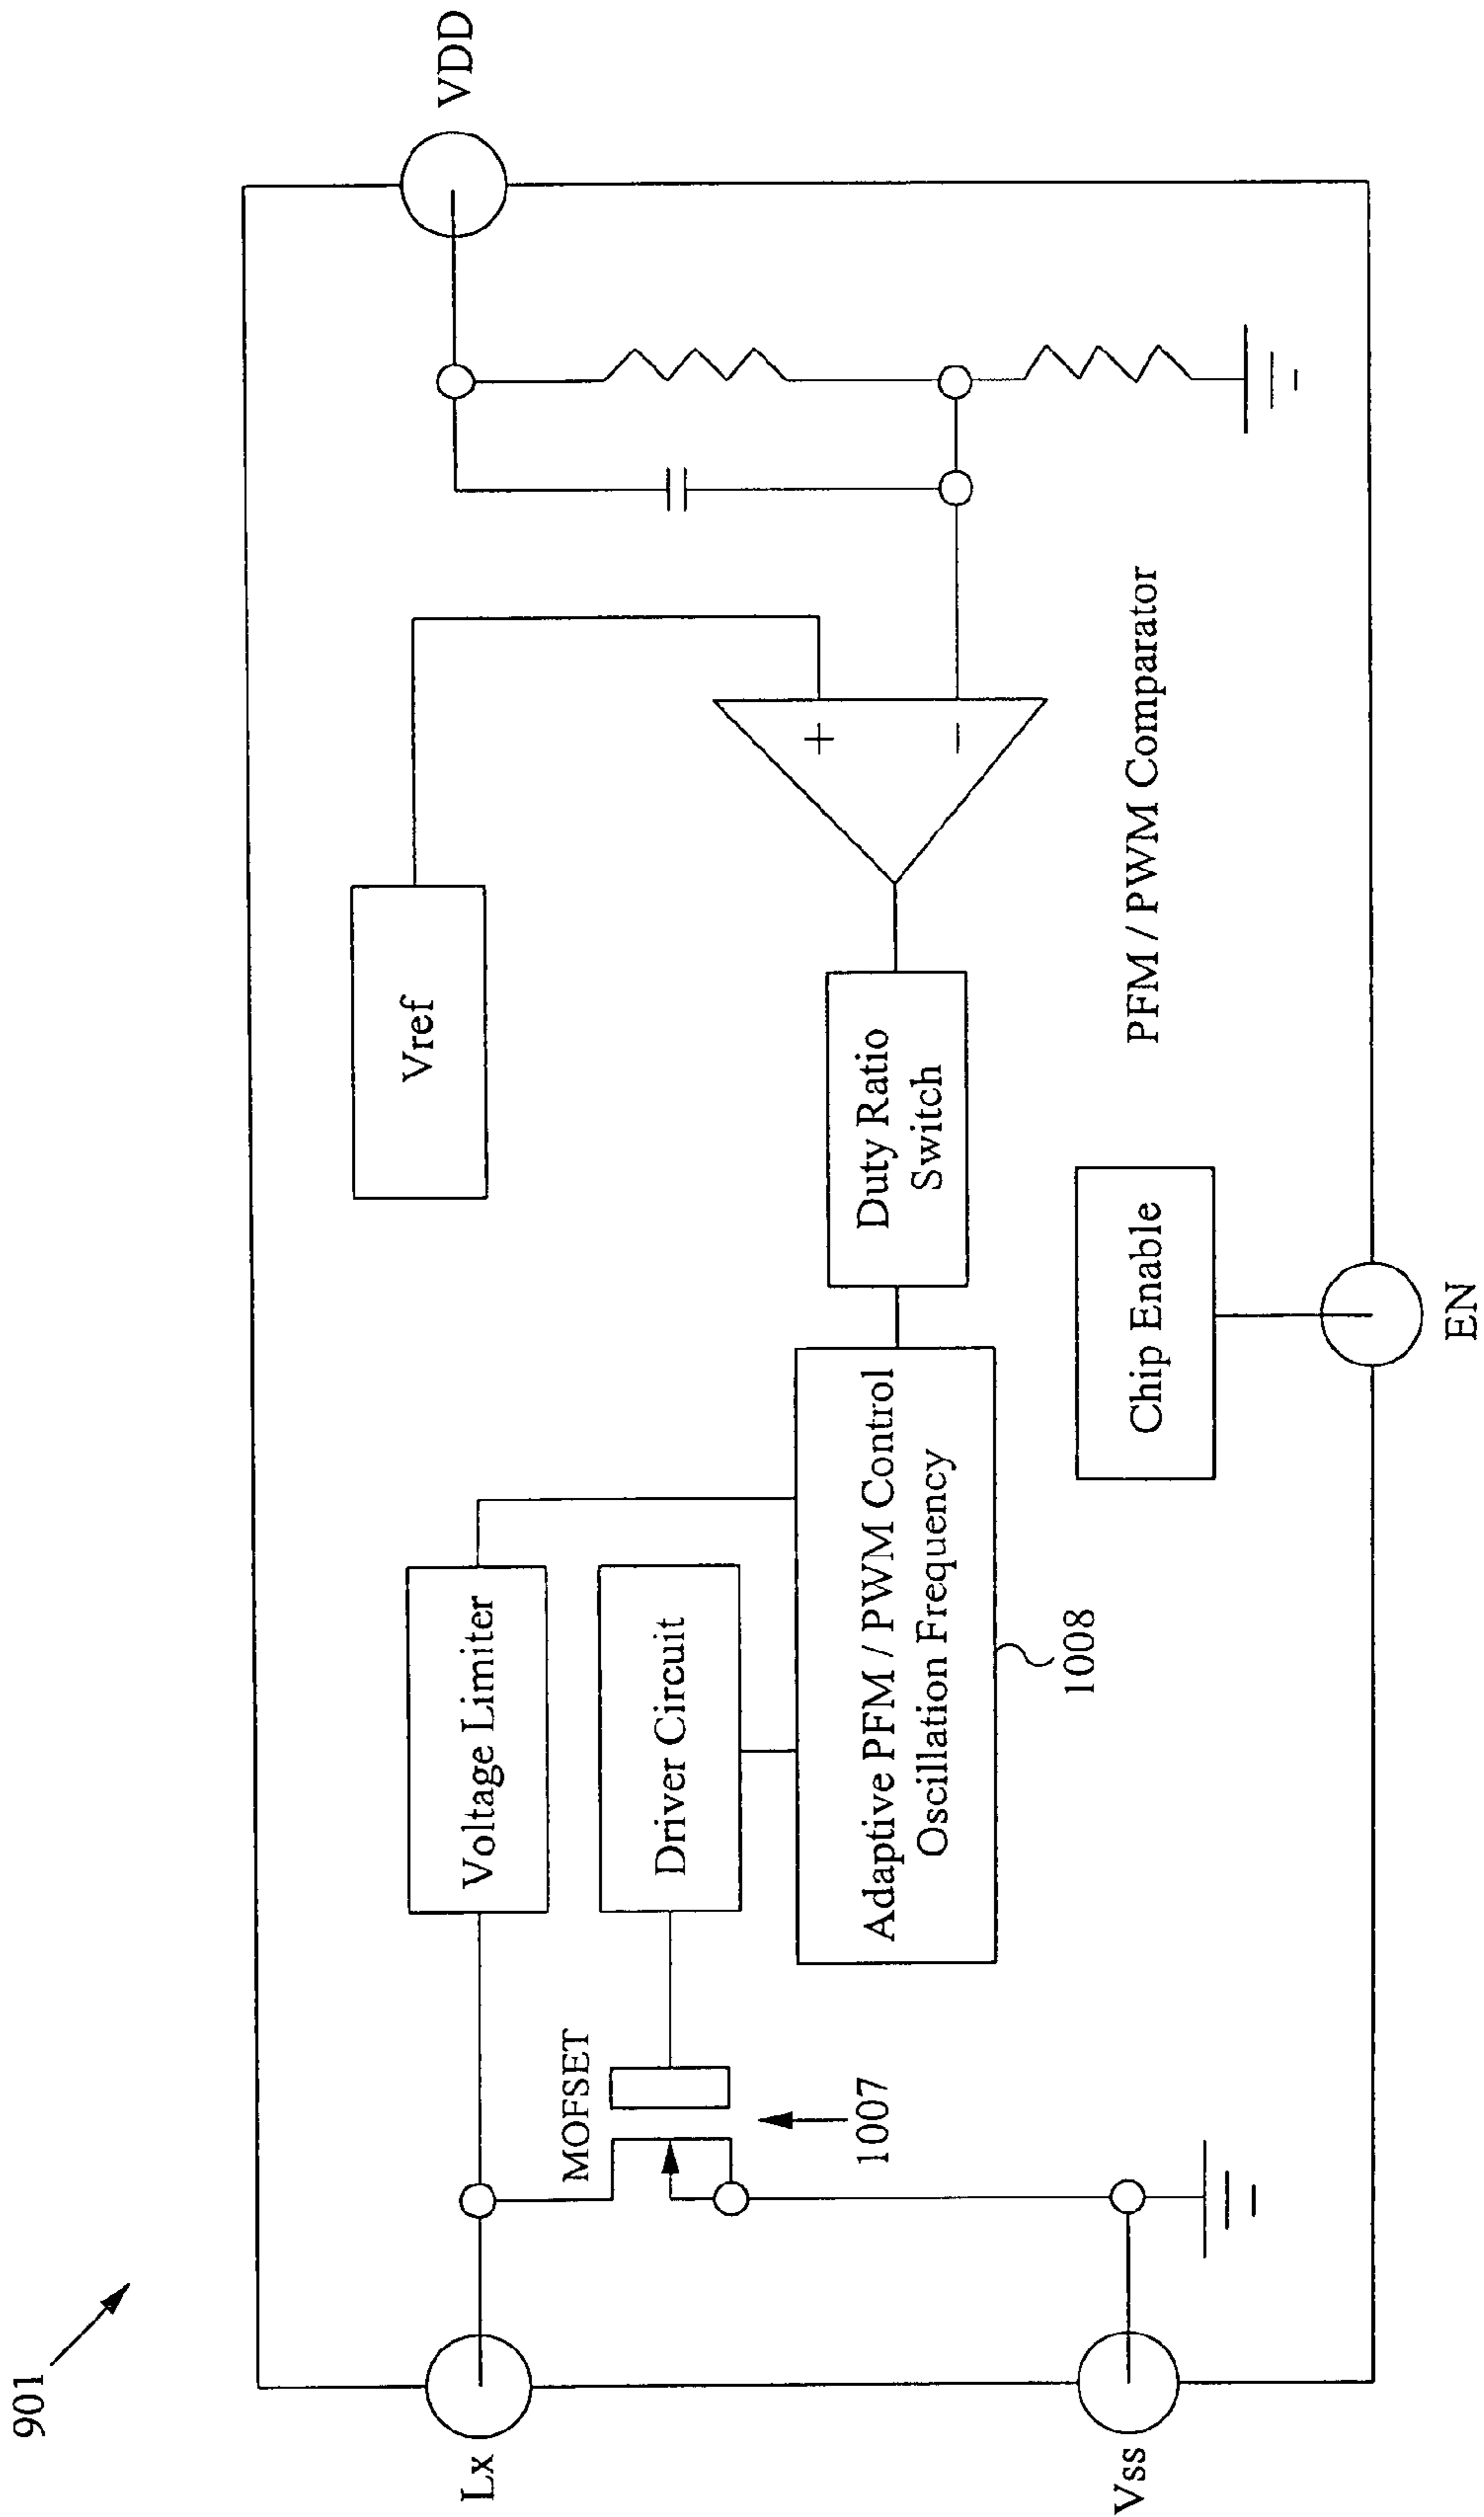 901
Lx
Vss
VDD
EN
MOFSET
1007
Voltage Limiter
Driver Circuit
Adaptive PFM / PWM Control
Oscillation Frequency
1008
Vref
Duty Ratio
Switch
Chip Enable
+
−
PFM / PWM Comparator